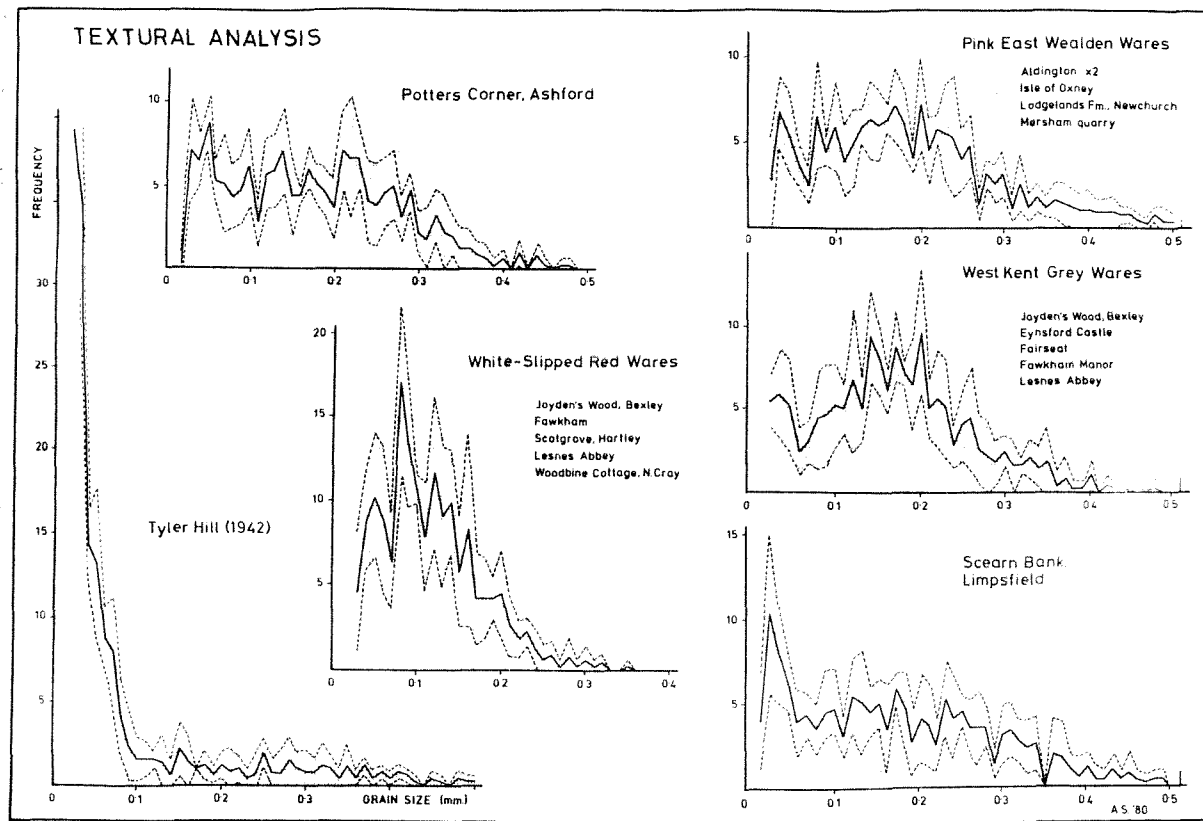 TEXTURAL ANALYSIS
Potters Corner, Ashford
10
5
0
0·1
0·2
0·3
0·4
0·5
Pink East Wealden Wares
Aldington x2
Isle of Oxney
Lodgelands Fm., Newchurch
Mersham quarry
10
5
0
0·1
0·2
0·3
0·4
0·5
FREQUENCY
30
25
20
15
10
5
0
0·1
0·2
0·3
GRAIN SIZE (mm.)
Tyler Hill (1942)
White-Slipped Red Wares
Joyden's Wood, Bexley
Fawkham
Scotgrove, Hartley
Lesnes Abbey
Woodbine Cottage, N.Cray
20
15
10
5
0
0·1
0·2
0·3
0·4
West Kent Grey Wares
Joyden's Wood, Bexley
Eynsford Castle
Fairseat
Fawkham Manor
Lesnes Abbey
10
5
0
0·1
0·2
0·3
0·4
0·5
Scearn Bank,
Limpsfield
15
10
5
0
0·1
0·2
0·3
0·4
0·5
A.S. '80